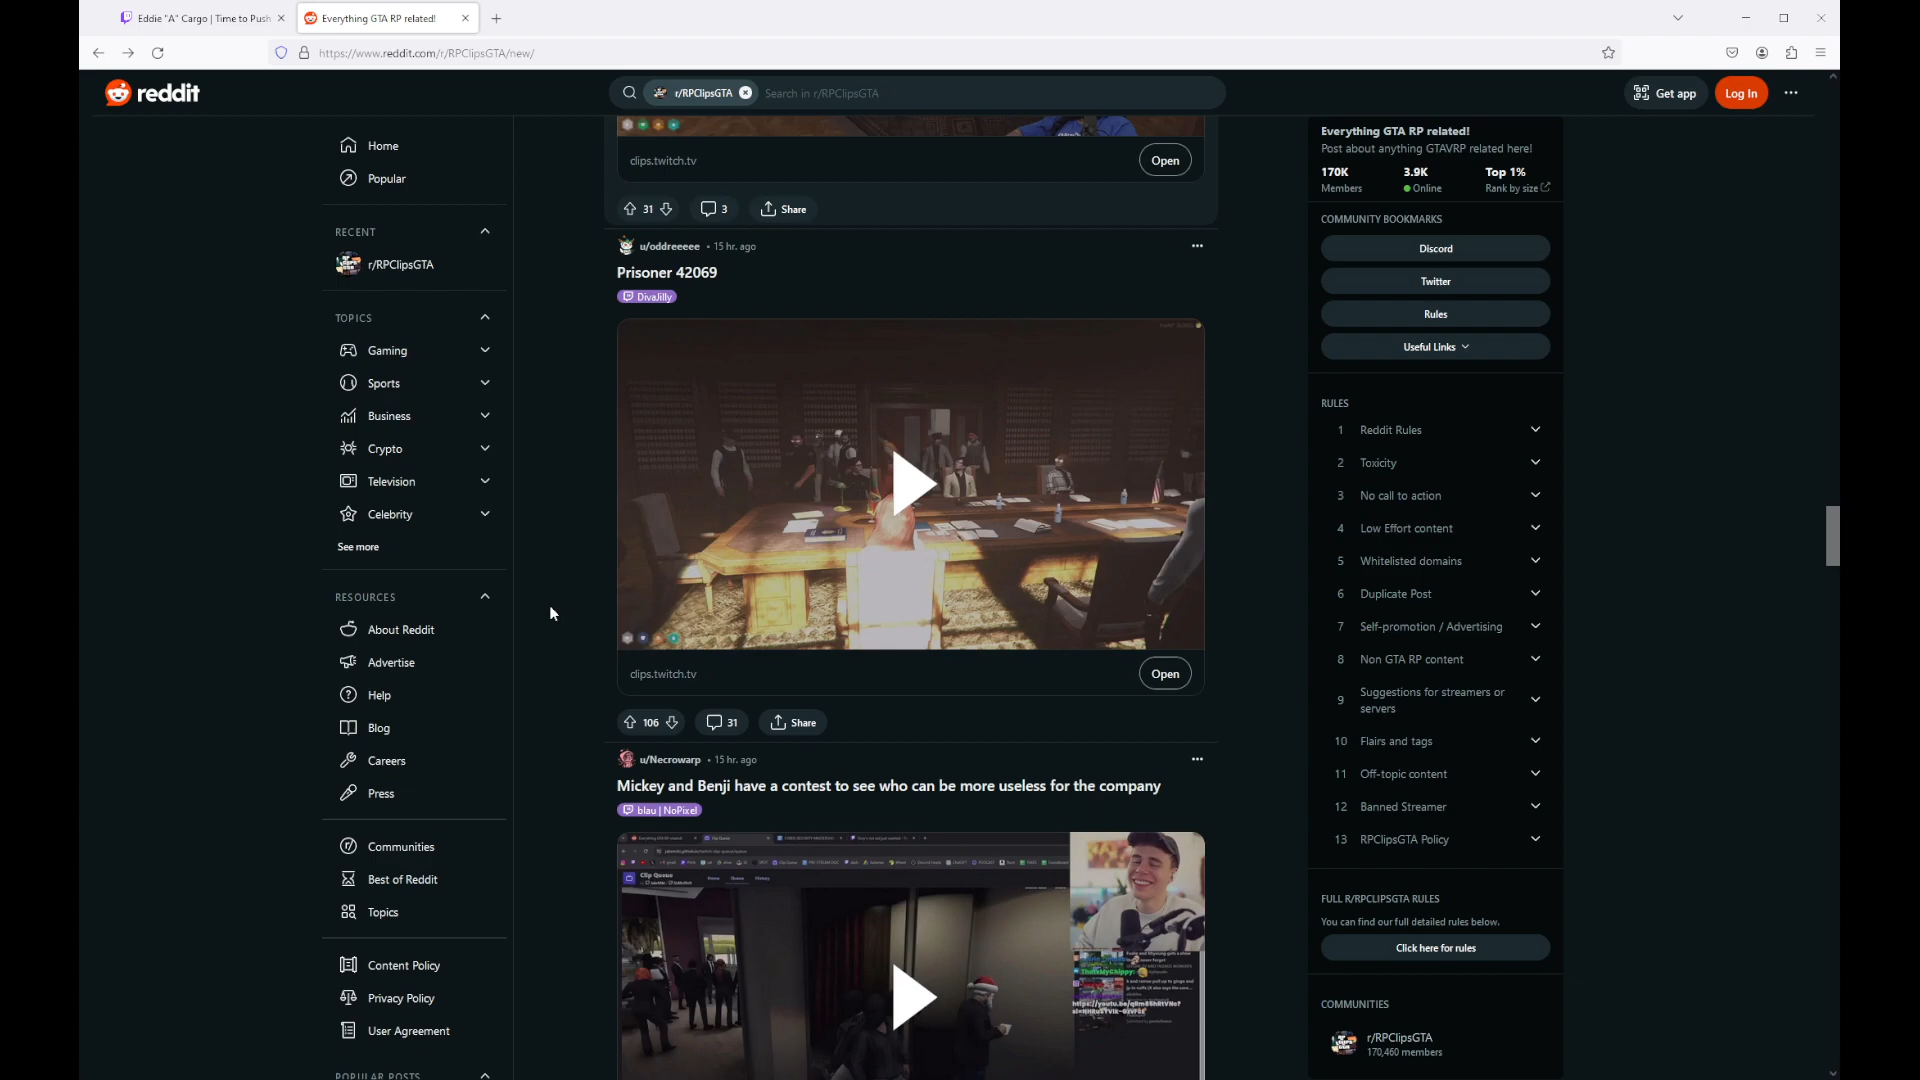 Eddie "A" Cargo | Time to Push
Everything GTA RP related!
https://www.reddit.com/r/RPClipsGTA/new/
reddit
r/RPClipsGTA
Search in r/RPClipsGTA
Get app
Log In
Home
Popular
RECENT
r/RPClipsGTA
TOPICS
Gaming
Sports
Business
Crypto
Television
Celebrity
See more
RESOURCES
About Reddit
Advertise
Help
Blog
Careers
Press
Communities
Best of Reddit
Topics
Content Policy
Privacy Policy
User Agreement
POPULAR POSTS
clips.twitch.tv
Open
31
3
Share
u/oddreeeee • 15 hr. ago
Prisoner 42069
DivaJilly
clips.twitch.tv
Open
106
31
Share
u/Necrowarp • 15 hr. ago
Mickey and Benji have a contest to see who can be more useless for the company
blau | NoPixel
Clip Queue
Home
Queue
History
Everything GTA RP related!
Post about anything GTAVRP related here!
170K
3.9K
Top 1%
Members
Online
Rank by size
COMMUNITY BOOKMARKS
Discord
Twitter
Rules
Useful Links
RULES
1 Reddit Rules
2 Toxicity
3 No call to action
4 Low Effort content
5 Whitelisted domains
6 Duplicate Post
7 Self-promotion / Advertising
8 Non GTA RP content
9 Suggestions for streamers or
servers
10 Flairs and tags
11 Off-topic content
12 Banned Streamer
13 RPClipsGTA Policy
FULL R/RPCLIPSGTA RULES
You can find our full detailed rules below.
Click here for rules
COMMUNITIES
r/RPClipsGTA
170,460 members